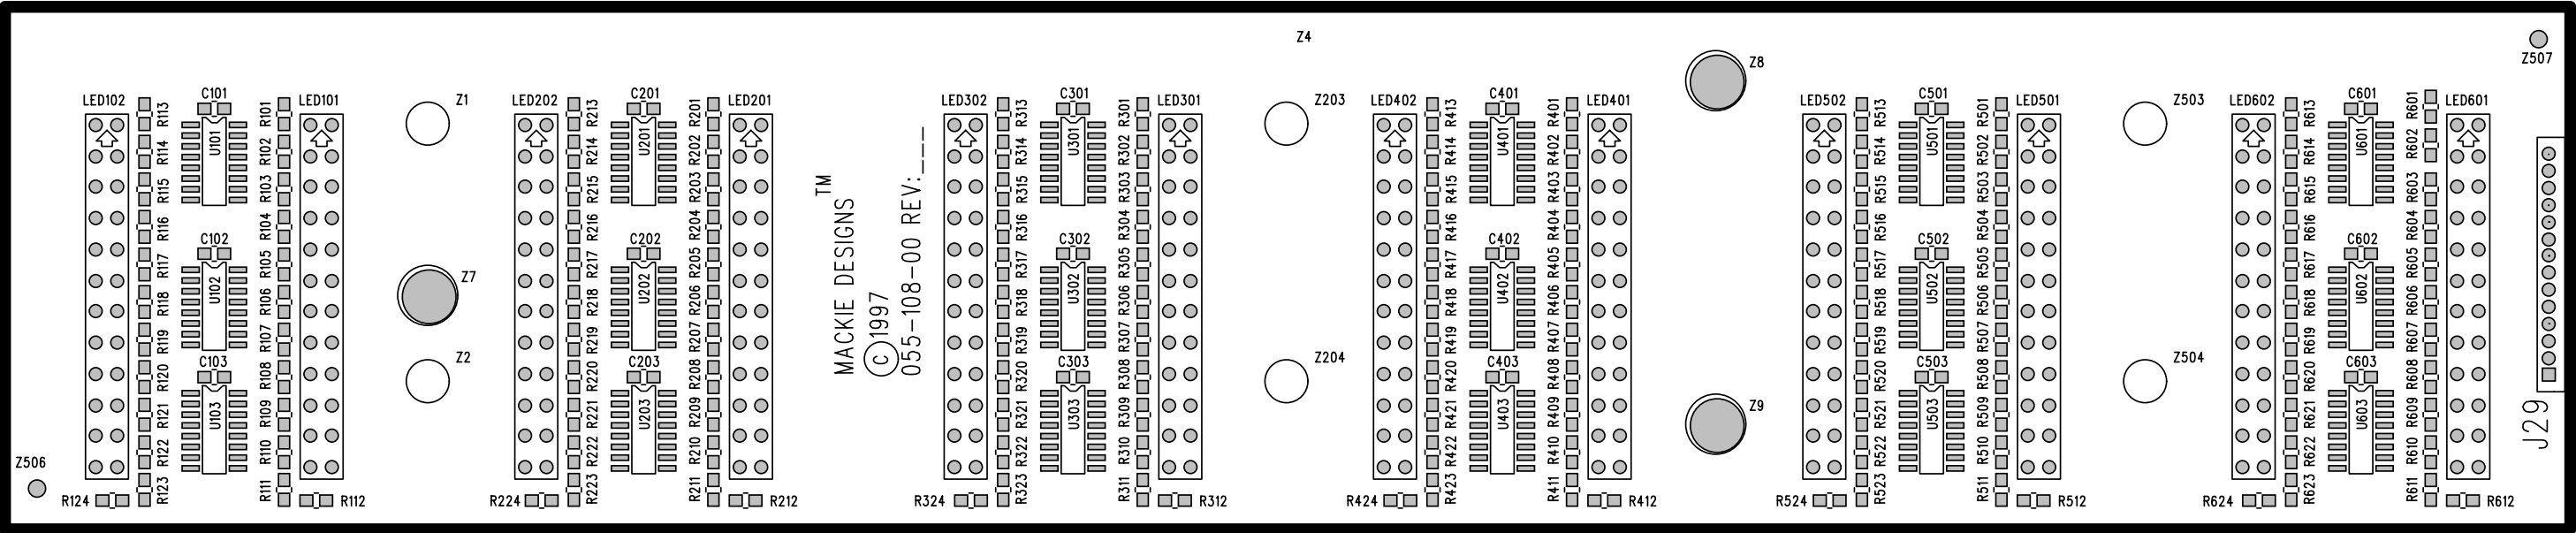 Z4
Z8
Z507
LED102
C101
LED101
Z1
LED202
C201
LED201
LED302
C301
LED301
Z203
LED402
C401
LED401
LED502
C501
LED501
Z503
LED602
C601
LED601
R113
R114
R115
R116
R117
R118
R119
R120
R121
R122
R123
U101
C102
U102
C103
U103
R101
R102
R103
R104
R105
R106
R107
R108
R109
R110
R111
Z7
Z2
R213
R214
R215
R216
R217
R218
R219
R220
R221
R222
R223
U201
C202
U202
C203
U203
R201
R202
R203
R204
R205
R206
R207
R208
R209
R210
R211
MACKIE DESIGNS TM
©1997
055-108-00 REV:___
R313
R314
R315
R316
R317
R318
R319
R320
R321
R322
R323
U301
C302
U302
C303
U303
R301
R302
R303
R304
R305
R306
R307
R308
R309
R310
R311
Z204
R413
R414
R415
R416
R417
R418
R419
R420
R421
R422
R423
U401
C402
U402
C403
U403
R401
R402
R403
R404
R405
R406
R407
R408
R409
R410
R411
Z9
R513
R514
R515
R516
R517
R518
R519
R520
R521
R522
R523
U501
C502
U502
C503
U503
R501
R502
R503
R504
R505
R506
R507
R508
R509
R510
R511
Z504
R613
R614
R615
R616
R617
R618
R619
R620
R621
R622
R623
U601
C602
U602
C603
U603
R601
R602
R603
R604
R605
R606
R607
R608
R609
R610
R611
J29
Z506
R124
R112
R224
R212
R324
R312
R424
R412
R524
R512
R624
R612